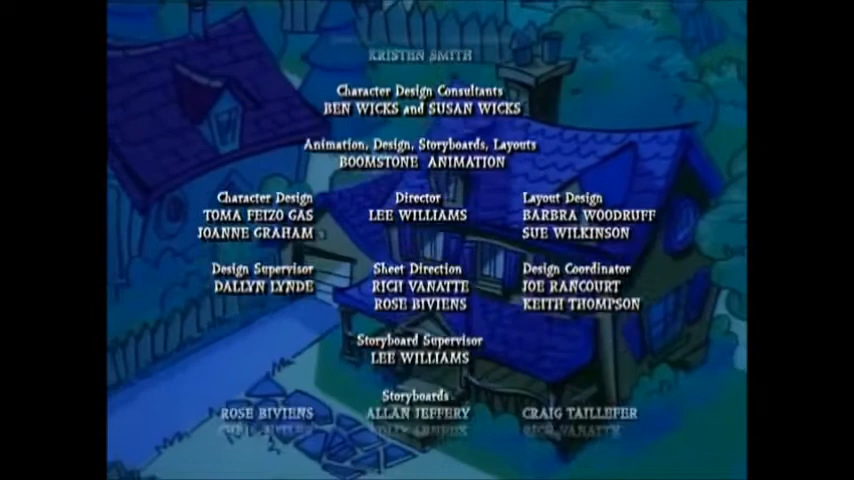 KRISTEN SMITH
Character Design Consultants
BEN WICKS and SUSAN WICKS
Animation, Design, Storyboards, Layouts
BOOMSTONE ANIMATION
Character Design
TOMA FEIZO GAS
JOANNE GRAHAM
Director
LEE WILLIAMS
Layout Design
BARBRA WOODRUFF
SUE WILKINSON
Design Supervisor
DALLYN LYNDE
Sheet Direction
RICH VANATTE
ROSE BIVIENS
Design Coordinator
JOE RANCOURT
KEITH THOMPSON
Storyboard Supervisor
LEE WILLIAMS
Storyboards
ROSE BIVIENS ALLAN JEFFERY CRAIG TAILLEFER
RICH VANATTE